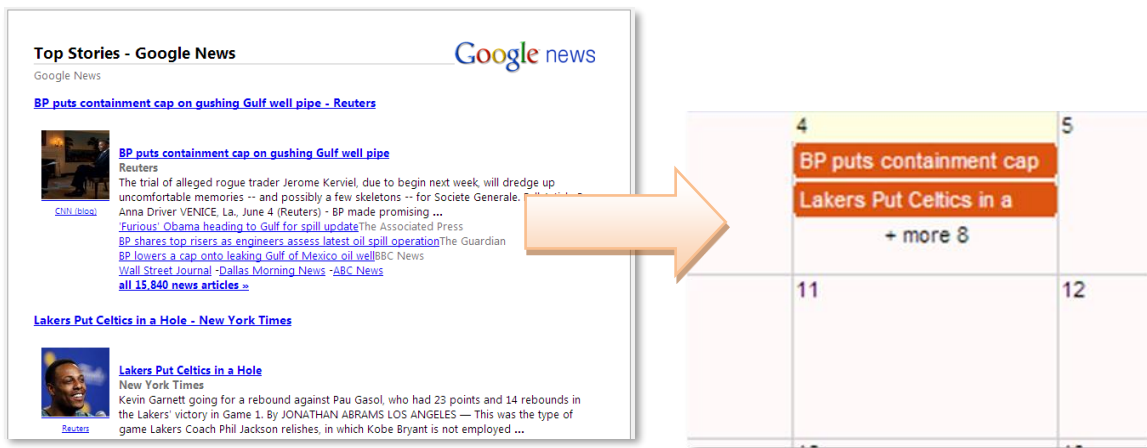 Top Stories - Google News
Google news
Google News
BP puts containment cap on gushing Gulf well pipe - Reuters
BP puts containment cap on gushing Gulf well pipe
Reuters
The trial of alleged rogue trader Jerome Kerviel, due to begin next week, will dredge up
uncomfortable memories -- and possibly a few skeletons -- for Societe Generale.
CNN (blog)
Anna Driver VENICE, La., June 4 (Reuters) - BP made promising ...
'Furious' Obama heading to Gulf for spill updateThe Associated Press
BP shares top risers as engineers assess latest oil spill operationThe Guardian
BP lowers a cap onto leaking Gulf of Mexico oil wellBBC News
Wall Street Journal -Dallas Morning News -ABC News
all 15,840 news articles »
Lakers Put Celtics in a Hole - New York Times
Lakers Put Celtics in a Hole
New York Times
Kevin Garnett going for a rebound against Pau Gasol, who had 23 points and 14 rebounds in
the Lakers' victory in Game 1. By JONATHAN ABRAMS LOS ANGELES — This was the type of
Reuters
game Lakers Coach Phil Jackson relishes, in which Kobe Bryant is not employed ...
4
5
BP puts containment cap
Lakers Put Celtics in a
+ more 8
11
12